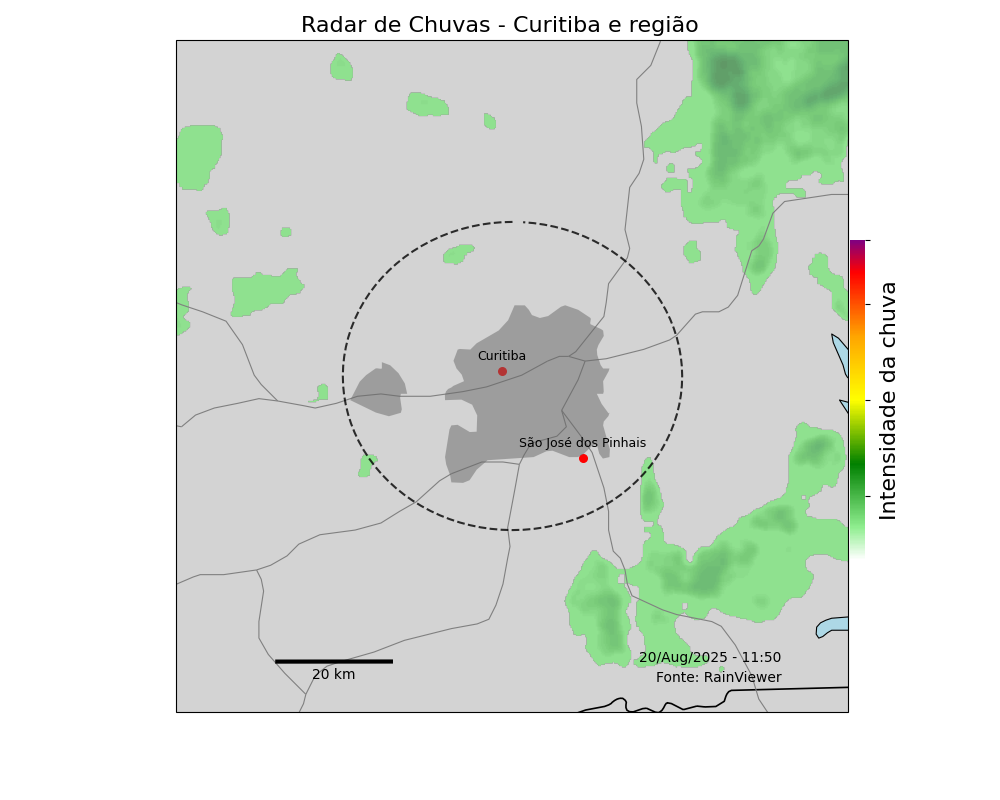 Radar de Chuvas - Curitiba e região
Curitiba
São José dos Pinhais
Intensidade da chuva
20/Aug/2025 - 11:50
20 km
Fonte: RainViewer